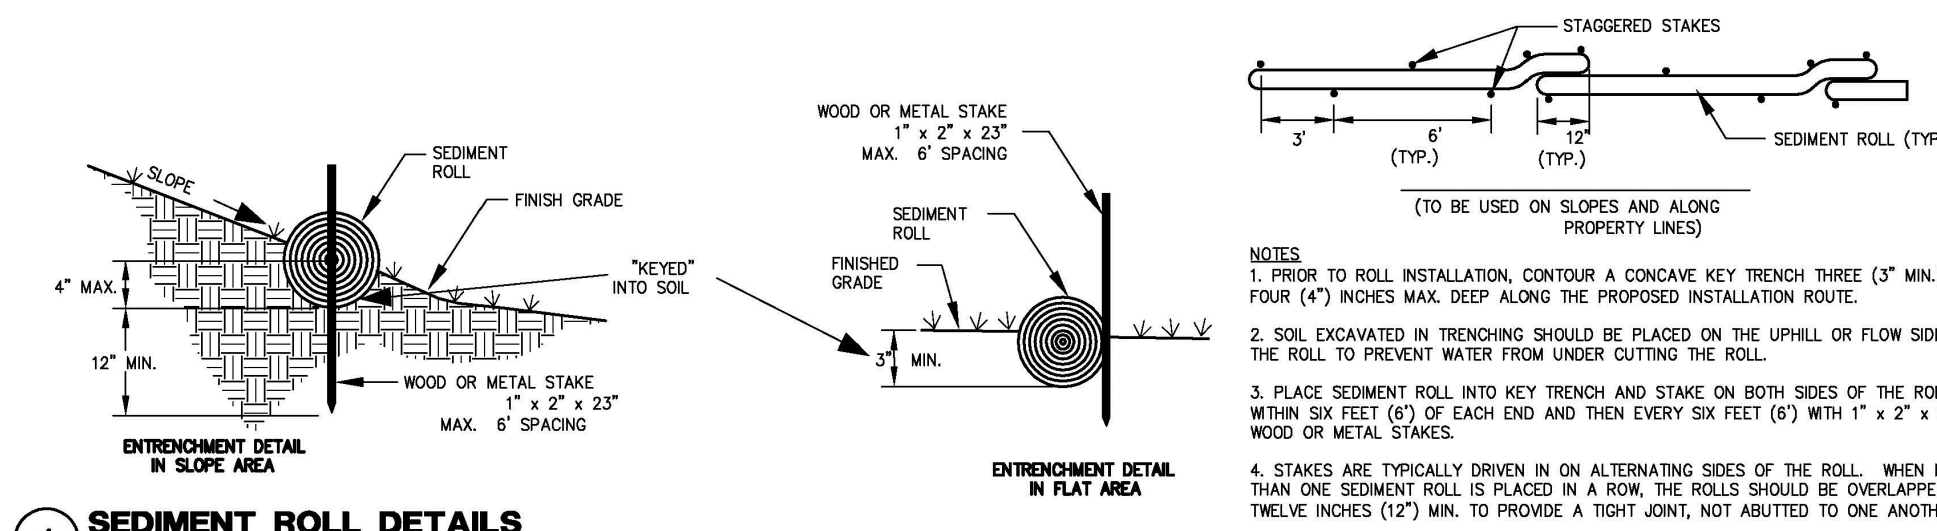 STAGGERED STAKES
3'
6'
(TYP.)
12"
(TYP.)
SEDIMENT ROLL
(TO BE USED ON SLOPES AND ALONG
PROPERTY LINES)
SLOPE
SEDIMENT
ROLL
FINISH GRADE
4" MAX.
"KEYED"
INTO SOIL
12" MIN.
WOOD OR METAL STAKE
1" x 2" x 23"
MAX. 6' SPACING
ENTRENCHMENT DETAIL
IN SLOPE AREA
WOOD OR METAL STAKE
1" x 2" x 23"
MAX. 6' SPACING
SEDIMENT
ROLL
FINISHED
GRADE
3" MIN.
ENTRENCHMENT DETAIL
IN FLAT AREA
NOTES
1. PRIOR TO ROLL INSTALLATION, CONTOUR A CONCAVE KEY TRENCH THREE (3" MIN.
FOUR (4") INCHES MAX. DEEP ALONG THE PROPOSED INSTALLATION ROUTE.
2. SOIL EXCAVATED IN TRENCHING SHOULD BE PLACED ON THE UPHILL OR FLOW
THE ROLL TO PREVENT WATER FROM UNDER CUTTING THE ROLL.
3. PLACE SEDIMENT ROLL INTO KEY TRENCH AND STAKE ON BOTH SIDES OF THE
WITHIN SIX FEET (6') OF EACH END AND THEN EVERY SIX FEET (6') WITH 1" x 2" x
WOOD OR METAL STAKES.
4. STAKES ARE TYPICALLY DRIVEN IN ON ALTERNATING SIDES OF THE ROLL. WHEN
THAN ONE SEDIMENT ROLL IS PLACED IN A ROW, THE ROLLS SHOULD BE
TWELVE INCHES (12") MIN. TO PROVIDE A TIGHT JOINT, NOT ABUTTED TO ONE
SEDIMENT ROLL DETAILS